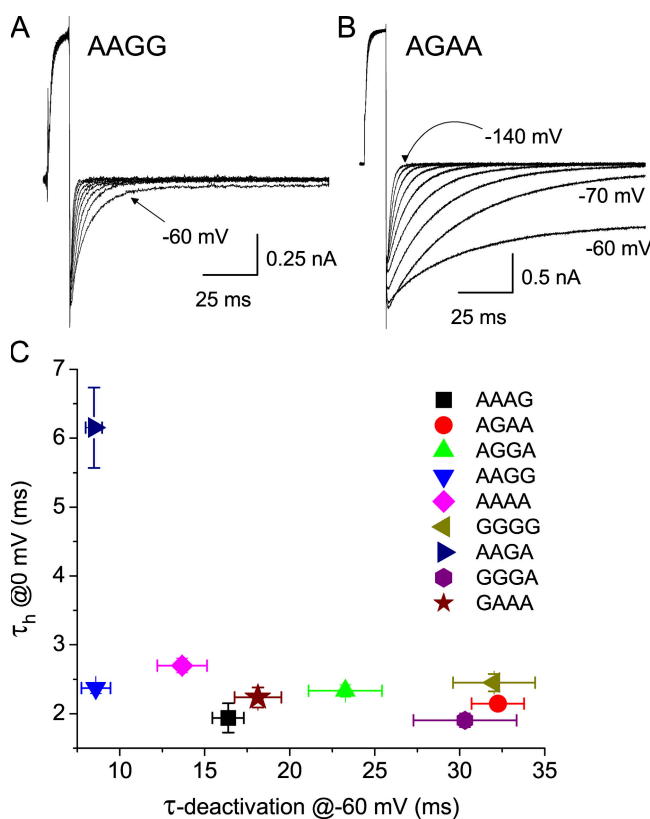 A
AAGG
-60 mV
0.25 nA
25 ms
B
AGAA
-140 mV
-70 mV
-60 mV
0.5 nA
25 ms
C
7
6
5
4
3
2
τh @0 mV (ms)
AAAG
AGAA
AGGA
AAGG
AAAA
GGGG
AAGA
GGGA
GAAA
10 15 20 25 30 35
τ-deactivation @-60 mV (ms)